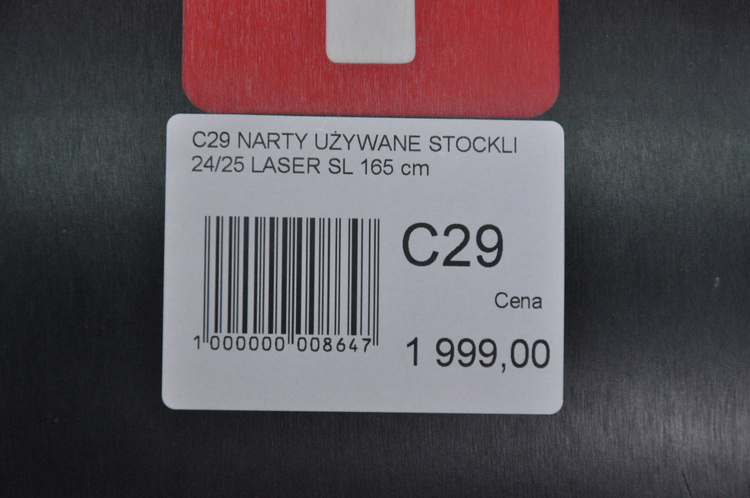 C29 NARTY UŻYWANE STOCKLI
24/25 LASER SL 165 cm
C29
Cena
1 999,00
1 000000 008647